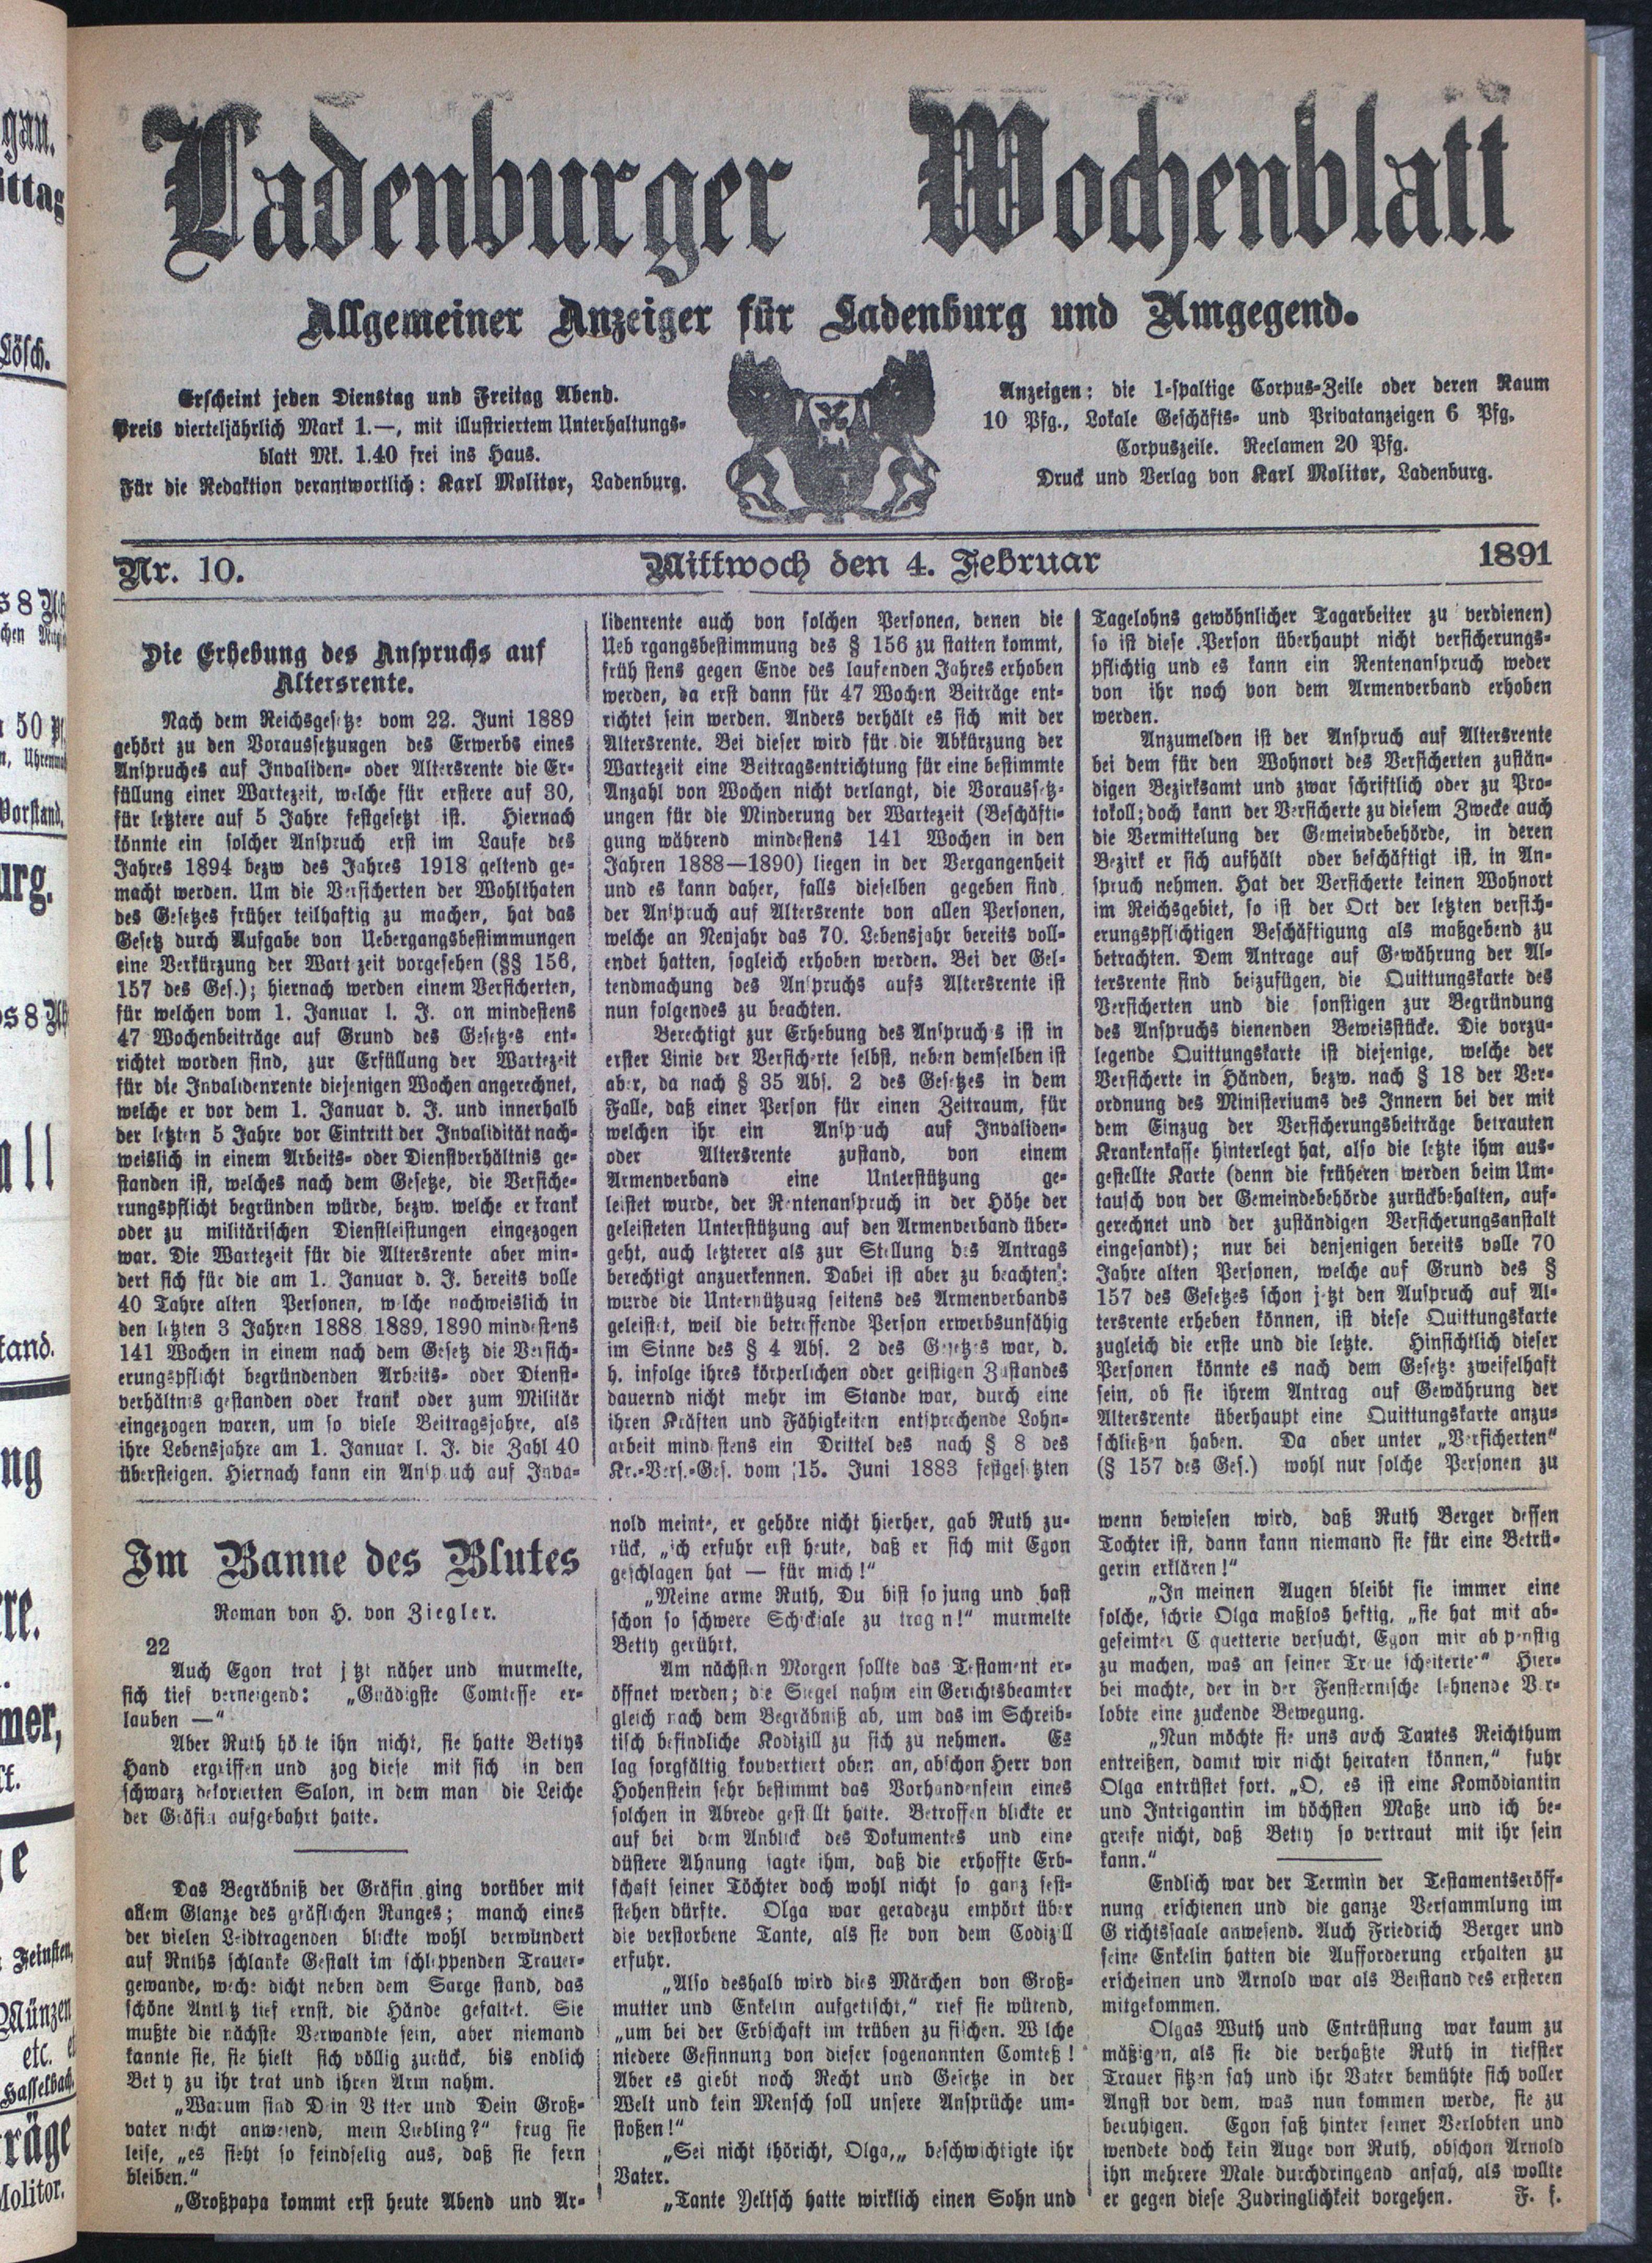 Ladenburger Wochenblatt
Allgemeiner Anzeiger für Ladenburg und Umgegend.
Erscheint jeden Dienstag und Freitag Abend.
Preis vierteljährlich Mark 1.—, mit illustriertem Unterhaltungs-
blatt Mk. 1.40 frei ins Haus.
Für die Redaktion verantwortlich: Karl Molitor, Ladenburg.
Anzeigen: die 1-spaltige Corpus-Zeile oder deren Raum
10 Pfg., Lokale Geschäfts- und Privatanzeigen 6 Pfg.
Corpuszeile. Reclamen 20 Pfg.
Druck und Verlag von Karl Molitor, Ladenburg.
Nr. 10.
Mittwoch den 4. Februar
1891
Die Erhebung des Anspruchs auf
Altersrente.
Nach dem Reichsgesetze vom 22. Juni 1889
gehört zu den Voraussetzungen des Erwerbs eines
Anspruches auf Invaliden- oder Altersrente die Er-
füllung einer Wartezeit, welche für erstere auf 30,
für letztere auf 5 Jahre festgesetzt ist. Hiernach
könnte ein solcher Anspruch erst im Laufe des
Jahres 1894 bezw des Jahres 1918 geltend ge-
macht werden. Um die Versicherten der Wohlthaten
des Gesetzes früher teilhaftig zu machen, hat das
Gesetz durch Aufgabe von Uebergangsbestimmungen
eine Verkürzung der Wart zeit vorgesehen (§§ 156,
157 des Ges.); hiernach werden einem Versicherten,
für welchen vom 1. Januar l. J. an mindestens
47 Wochenbeiträge auf Grund des Gesetzes ent-
richtet worden sind, zur Erfüllung der Wartezeit
für die Invalidenrente diejenigen Wochen angerechnet,
welche er vor dem 1. Januar d. J. und innerhalb
der letzten 5 Jahre vor Eintritt der Invalidität nach-
weislich in einem Arbeits- oder Dienstverhältnis ge-
standen ist, welches nach dem Gesetze, die Versiche-
rungspflicht begründen würde, bezw. welche er krank
oder zu militärischen Dienstleistungen eingezogen
war. Die Wartezeit für die Altersrente aber min-
dert sich für die am 1. Januar d. J. bereits volle
40 Tahre alten Personen, welche nachweislich in
den letzten 3 Jahren 1888 1889, 1890 mindestens
141 Wochen in einem nach dem Gesetz die Versich-
erungspflicht begründenden Arbeits- oder Dienst-
verhältnis gestanden oder krank oder zum Militär
eingezogen waren, um so viele Beitragsjahre, als
ihre Lebensjahre am 1. Januar l. J. die Zahl 40
übersteigen. Hiernach kann ein Anspruch auf Inva-
lidenrente auch von solchen Personen, denen die
Ueb rgangsbestimmung des § 156 zu statten kommt,
früh stens gegen Ende des laufenden Jahres erhoben
werden, da erst dann für 47 Wochen Beiträge ent-
richtet sein werden. Anders verhält es sich mit der
Altersrente. Bei dieser wird für die Abkürzung der
Wartezeit eine Beitragsentrichtung für eine bestimmte
Anzahl von Wochen nicht verlangt, die Voraussetz-
ungen für die Minderung der Wartezeit (Beschäfti-
gung während mindestens 141 Wochen in den
Jahren 1888—1890) liegen in der Vergangenheit
und es kann daher, falls dieselben gegeben sind,
der Anspruch auf Altersrente von allen Personen,
welche an Neujahr das 70. Lebensjahr bereits voll-
endet hatten, sogleich erhoben werden. Bei der Gel-
tendmachung des Anspruchs aufs Altersrente ist
nun folgendes zu beachten.
Berechtigt zur Erhebung des Anspruchs ist in
erster Linie der Versicherte selbst, neben demselben ist
aber, da nach § 35 Abs. 2 des Gesetzes in dem
Falle, daß einer Person für einen Zeitraum, für
welchen ihr ein Anspruch auf Invaliden-
oder Altersrente zustand, von einem
Armenverband eine Unterstützung ge-
leistet wurde, der Rentenanspruch in der Höhe der
geleisteten Unterstützung auf den Armenverband über-
geht, auch letzterer als zur Stellung des Antrags
berechtigt anzuerkennen. Dabei ist aber zu beachten:
wurde die Unterstützung seitens des Armenverbands
geleistet, weil die betreffende Person erwerbsunfähig
im Sinne des § 4 Abs. 2 des Gesetzes war, d.
h. infolge ihres körperlichen oder geistigen Zustandes
dauernd nicht mehr im Stande war, durch eine
ihren Kräften und Fähigkeiten entsprechende Lohn-
arbeit mindestens ein Drittel des nach § 8 des
Kr.-Vers.-Ges. vom 15. Juni 1883 festgesetzten
Tagelohns gewöhnlicher Tagarbeiter zu verdienen)
so ist diese Person überhaupt nicht versicherungs-
pflichtig und es kann ein Rentenanspruch weder
von ihr noch von dem Armenverband erhoben
werden.
Anzumelden ist der Anspruch auf Altersrente
bei dem für den Wohnort des Versicherten zustän-
digen Bezirksamt und zwar schriftlich oder zu Pro-
tokoll; doch kann der Versicherte zu diesem Zwecke auch
die Vermittelung der Gemeindebehörde, in deren
Bezirk er sich aufhält oder beschäftigt ist, in An-
spruch nehmen. Hat der Versicherte keinen Wohnort
im Reichsgebiet, so ist der Ort der letzten versich-
erungspflichtigen Beschäftigung als maßgebend zu
betrachten. Dem Antrage auf Gewährung der Al-
tersrente sind beizufügen, die Quittungskarte des
Versicherten und die sonstigen zur Begründung
des Anspruchs dienenden Beweisstücke. Die vorzu-
legende Quittungskarte ist diejenige, welche der
Versicherte in Händen, bezw. nach § 18 der Ver-
ordnung des Ministeriums des Innern bei der mit
dem Einzug der Versicherungsbeiträge betrauten
Krankenkasse hinterlegt hat, also die letzte ihm aus-
gestellte Karte (denn die früheren werden beim Um-
tausch von der Gemeindebehörde zurückbehalten, auf-
gerechnet und der zuständigen Versicherungsanstalt
eingesandt); nur bei denjenigen bereits volle 70
Jahre alten Personen, welche auf Grund des §
157 des Gesetzes schon jetzt den Anspruch auf Al-
tersrente erheben können, ist diese Quittungskarte
zugleich die erste und die letzte. Hinsichtlich dieser
Personen könnte es nach dem Gesetze zweifelhaft
sein, ob sie ihrem Antrag auf Gewährung der
Altersrente überhaupt eine Quittungskarte anzu-
schließen haben. Da aber unter „Versicherten“
(§ 157 des Ges.) wohl nur solche Personen zu
Im Banne des Blutes
Roman von H. von Ziegler.
22
Auch Egon trat j tzt näher und murmelte,
sich tief verneigend: „Gnädigste Comtesse er-
lauben —“
Aber Ruth hö te ihn nicht, sie hatte Bettys
Hand ergriffen und zog diese mit sich in den
schwarz dekorierten Salon, in dem man die Leiche
der Gräfin aufgebahrt hatte.
Das Begräbniß der Gräfin ging vorüber mit
allem Glanze des gräflichen Ranges; manch eines
der vielen Leidtragenden blickte wohl verwundert
auf Ruths schlanke Gestalt im schleppenden Trauer-
gewande, welche dicht neben dem Sarge stand, das
schöne Antlitz tief ernst, die Hände gefaltet. Sie
mußte die nächste Verwandte sein, aber niemand
kannte sie, sie hielt sich völlig zurück, bis endlich
Bet y zu ihr trat und ihren Arm nahm.
„Warum sind D in V tter und Dein Groß-
vater nicht anwesend, mein Liebling?“ frug sie
leise, „es sieht so feindselig aus, daß sie fern
bleiben.“
„Großpapa kommt erst heute Abend und Ar-
nold meinte, er gehöre nicht hierher, gab Ruth zu-
rück, „ich erfuhr erst heute, daß er sich mit Egon
geschlagen hat — für mich!“
„Meine arme Ruth, Du bist so jung und hast
schon so schwere Schicksale zu trag n!“ murmelte
Betty gerührt.
Am nächsten Morgen sollte das Testament er-
öffnet werden; die Siegel nahm ein Gerichtsbeamter
gleich nach dem Begräbniß ab, um das im Schreib-
tisch befindliche Kodizill zu sich zu nehmen. Es
lag sorgfältig kouvertiert oben an, abschon Herr von
Hohenstein sehr bestimmt das Vorhandensein eines
solchen in Abrede gestellt hatte. Betroffen blickte er
auf bei dem Anblick des Dokumentes und eine
düstere Ahnung sagte ihm, daß die erhoffte Erb-
schaft seiner Töchter doch wohl nicht so ganz fest-
stehen dürfte. Olga war geradezu empört über
die verstorbene Tante, als sie von dem Codizill
erfuhr.
„Also deshalb wird dies Märchen von Groß-
mutter und Enkelin aufgetischt,“ rief sie wütend,
„um bei der Erbschaft im trüben zu fischen. W lche
niedere Gesinnung von dieser sogenannten Comteß!
Aber es giebt noch Recht und Gesetze in der
Welt und kein Mensch soll unsere Ansprüche um-
stoßen!“
„Sei nicht thöricht, Olga,„ beschwichtigte ihr
Vater.
„Tante Yeltsch hatte wirklich einen Sohn und
wenn bewiesen wird, daß Ruth Berger dessen
Tochter ist, dann kann niemand sie für eine Betrü-
gerin erklären!“
„In meinen Augen bleibt sie immer eine
solche, schrie Olga maßlos heftig, „sie hat mit ab-
gefeimter C quetterie versucht, Egon mir ab penstig
zu machen, was an seiner Treue scheiterte“ Hier-
bei machte, der in der Fensternische lehnende Ver-
lobte eine zuckende Bewegung.
„Nun möchte sie uns auch Tantes Reichthum
entreißen, damit wir nicht heiraten können,“ fuhr
Olga entrüstet fort. „O, es ist eine Komödiantin
und Intrigantin im höchsten Maße und ich be-
greife nicht, daß Betty so vertraut mit ihr sein
kann.“
Endlich war der Termin der Testamentseröff-
nung erschienen und die ganze Versammlung im
G richtssaale anwesend. Auch Friedrich Berger und
seine Enkelin hatten die Aufforderung erhalten zu
erscheinen und Arnold war als Beistand des ersteren
mitgekommen.
Olgas Wuth und Entrüstung war kaum zu
mäßigen, als sie die verhaßte Ruth in tiefster
Trauer sitzen sah und ihr Vater bemühte sich voller
Angst vor dem, was nun kommen werde, sie zu
beruhigen. Egon saß hinter seiner Verlobten und
wendete doch kein Auge von Ruth, obschon Arnold
ihn mehrere Male durchdringend ansah, als wollte
er gegen diese Zudringlichkeit vorgehen. F. f.